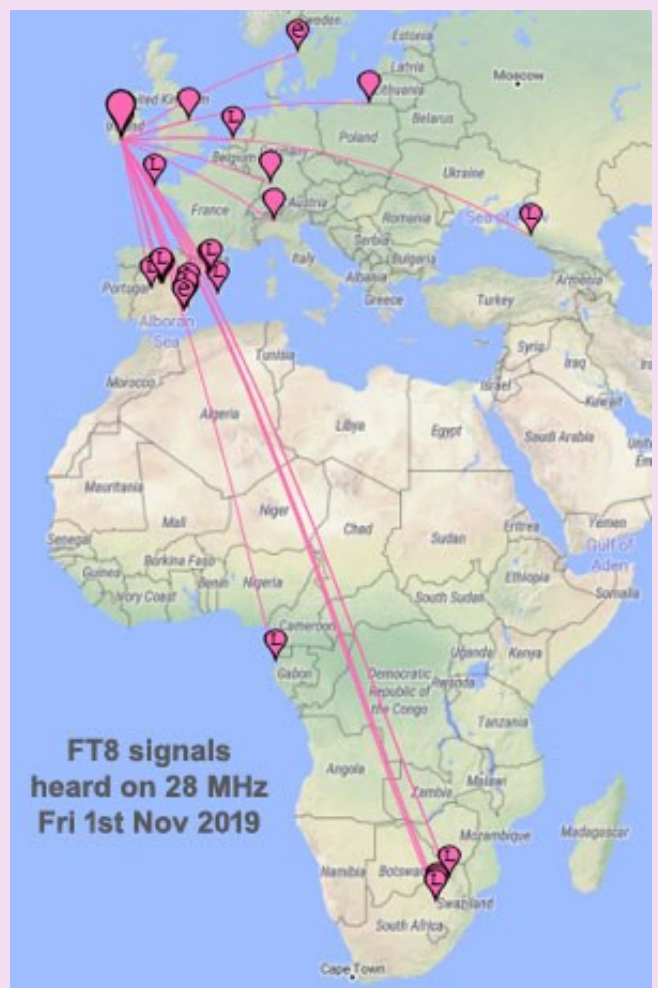 Sweden
Estonia
Latvia
Moscow
Lithuania
United Kingdom
Ireland
Belarus
Poland
Belgium
Germany
Ukraine
France
Austria
Romania
Sea of Azov
Serbia
Italy
Bulgaria
Portugal
Albania
Armenia
Greece
Turkey
Alboran
Sea
Tunisia
Syria
Morocco
Iraq
Israel
Algeria
Kuwait
Libya
Egypt
Saudi Arabia
Mauritania
Mali
Niger
Chad
Sudan
Eritrea
Yemen
Senegal
Gulf of
Aden
Burkina Faso
Guinea
Benin
Nigeria
Ethiopia
Ivory Coast
South Sudan
Somalia
Cameroon
Gabon
Democratic
Republic of
the Congo
Uganda
Kenya
Rwanda
Tanzania
FT8 signals
heard on 28 MHz
Fri 1st Nov 2019
Angola
Zambia
Malawi
Mozambique
Madagascar
Namibia
Botswana
Swaziland
South Africa
Cape Town